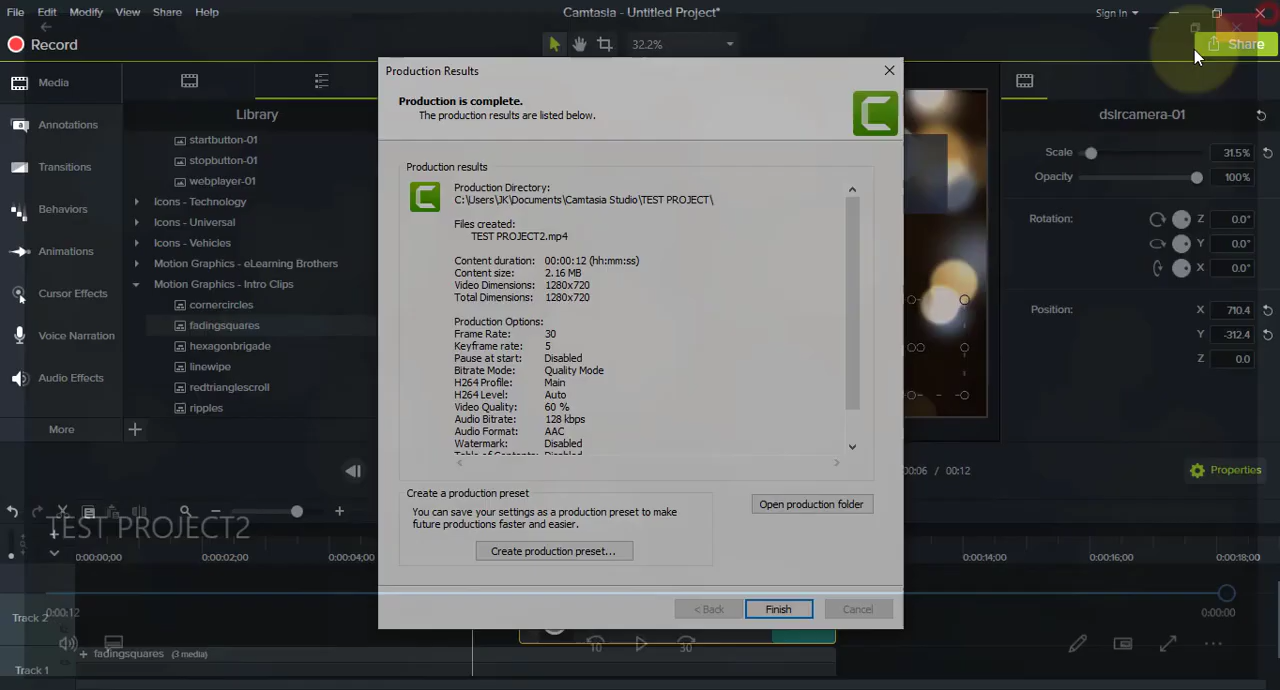 File Edit Modify View Share Help
Camtasia - Untitled Project*
Sign In
Record
32.2%
Share
Media
Annotations
Transitions
Behaviors
Animations
Cursor Effects
Voice Narration
Audio Effects
More
Library
startbutton-01
stopbutton-01
webplayer-01
Icons - Technology
Icons - Universal
Icons - Vehicles
Motion Graphics - eLearning Brothers
Motion Graphics - Intro Clips
cornercircles
fadingsquares
hexagonbrigade
linewipe
redtrianglescroll
ripples
Production Results
Production is complete.
The production results are listed below.
Production results
Production Directory:
C:\Users\JK\Documents\Camtasia Studio\TEST PROJECT\
Files created:
TEST PROJECT2.mp4
Content duration: 00:00:12 (hh:mm:ss)
Content size: 2.16 MB
Video Dimensions: 1280x720
Total Dimensions: 1280x720
Production Options:
Frame Rate: 30
Keyframe rate: 5
Pause at start: Disabled
Bitrate Mode: Quality Mode
H264 Profile: Main
H264 Level: Auto
Video Quality: 60 %
Audio Bitrate: 128 kbps
Audio Format: AAC
Watermark: Disabled
Create a production preset
You can save your settings as a production preset to make
future productions faster and easier.
Create production preset...
Open production folder
< Back
Finish
Cancel
dslrcamera-01
Scale 31.5%
Opacity 100%
Rotation: Z 0.0°
Y 0.0°
X 0.0°
Position: X 710.4
Y -312.4
Z 0.0
00:06 / 00:12
Properties
TEST PROJECT2
0:00:00;00 0:00:02;00 0:00:04;00 0:00:14;00 0:00:16;00 0:00:18;00
Track 2
0:00:12
0:00:00
10
30
fadingsquares (3 media)
Track 1